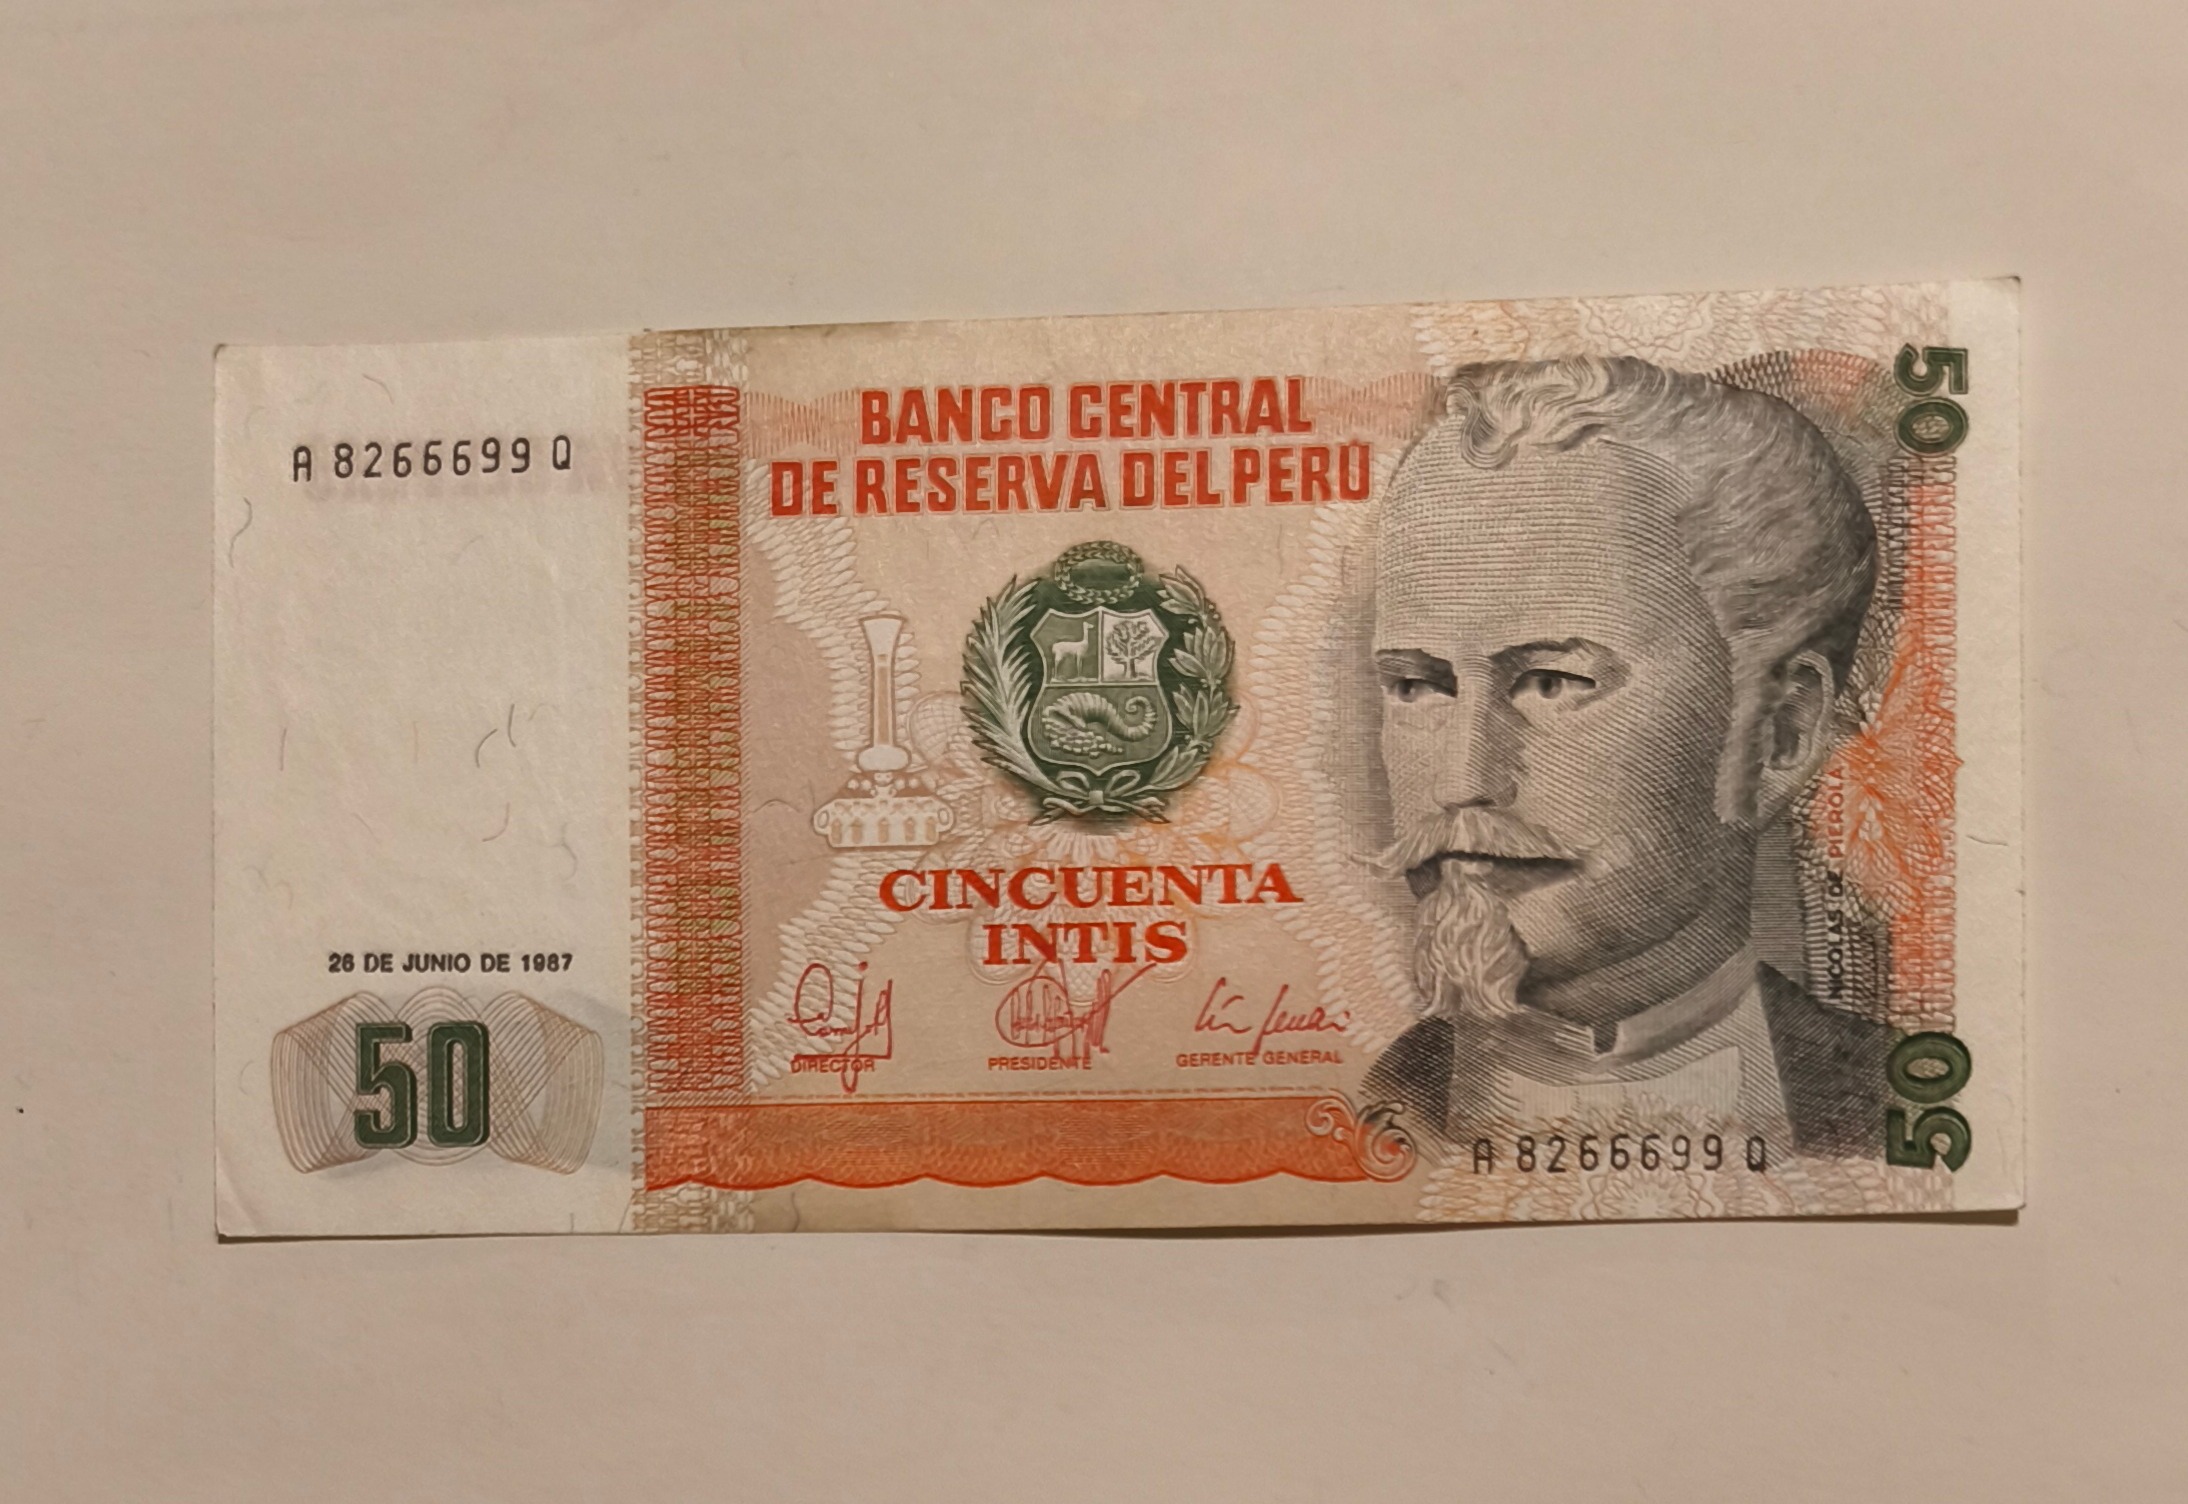 A 8266699 Q
BANCO CENTRAL
DE RESERVA DEL PERÚ
50
CINCUENTA
INTIS
NICOLAS DE PIEROLA
26 DE JUNIO DE 1987
50
DIRECTOR
PRESIDENTE
GERENTE GENERAL
A 8266699 Q
50